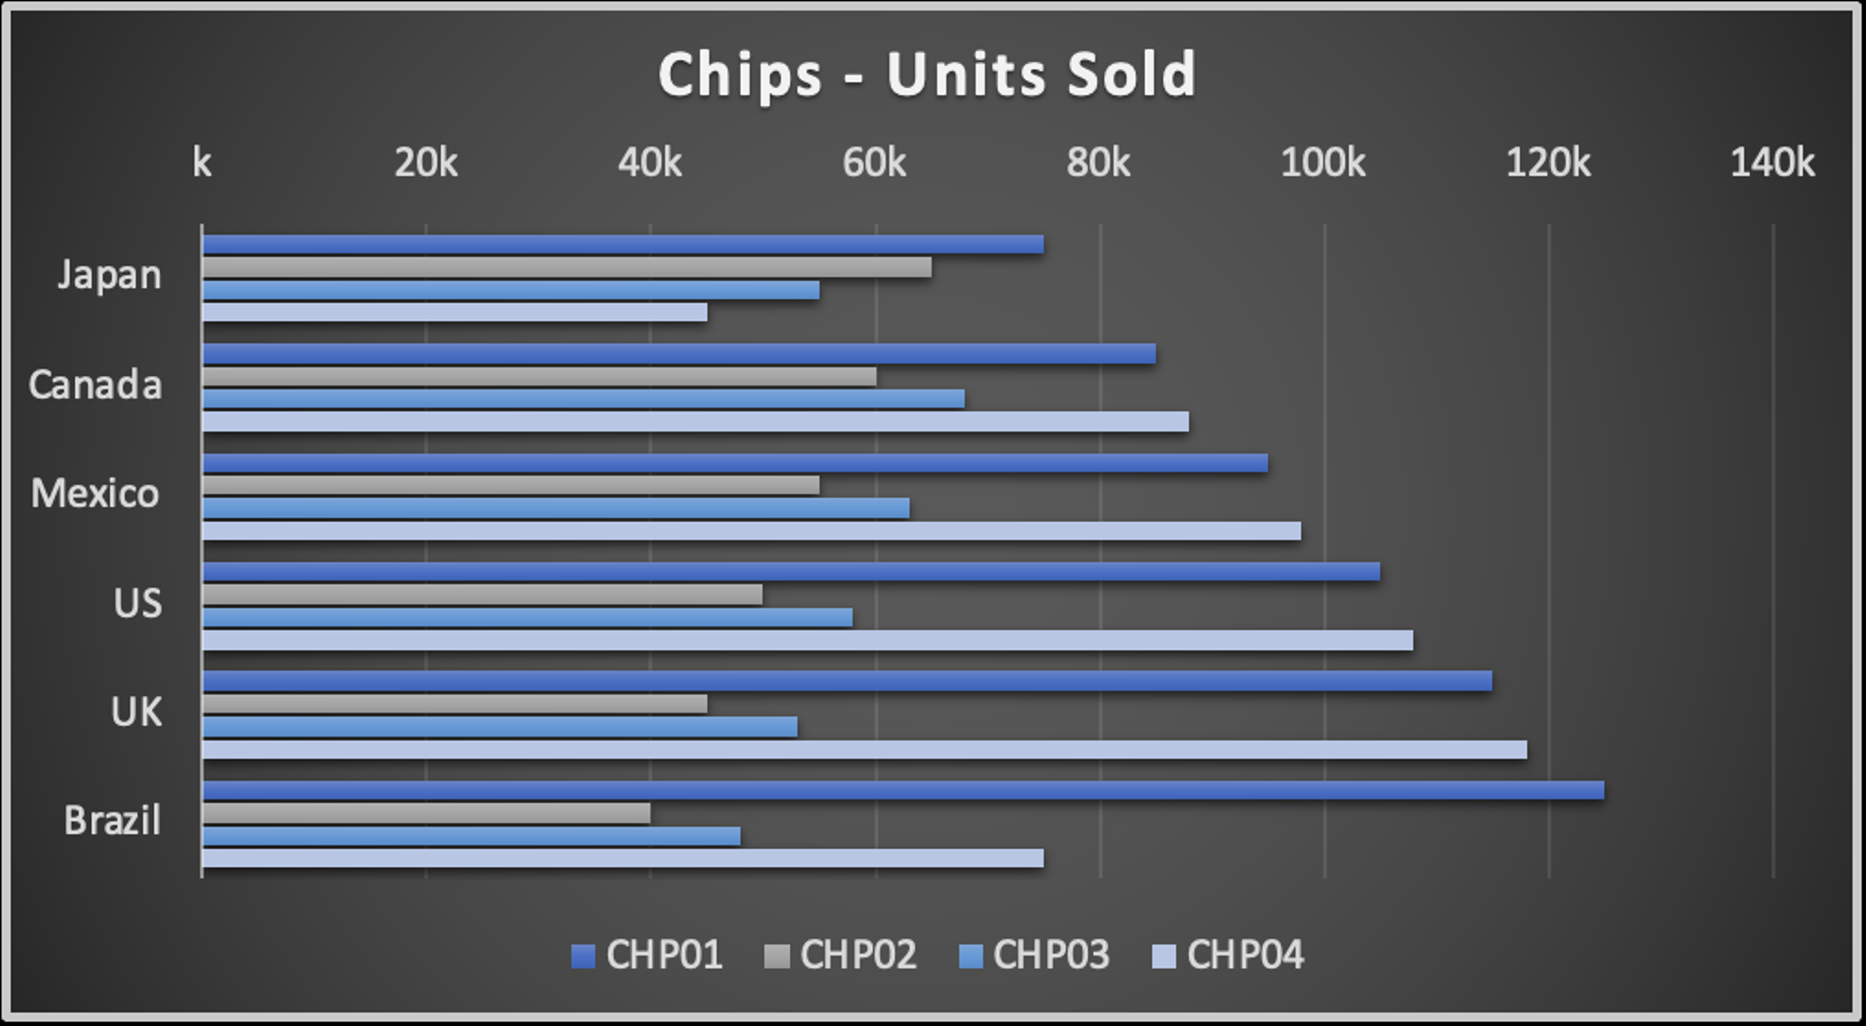 Chips - Units Sold
k 20k 40k 60k 80k 100k 120k 140k
Japan
Canada
Mexico
US
UK
Brazil
CHP01 CHP02 CHP03 CHP04